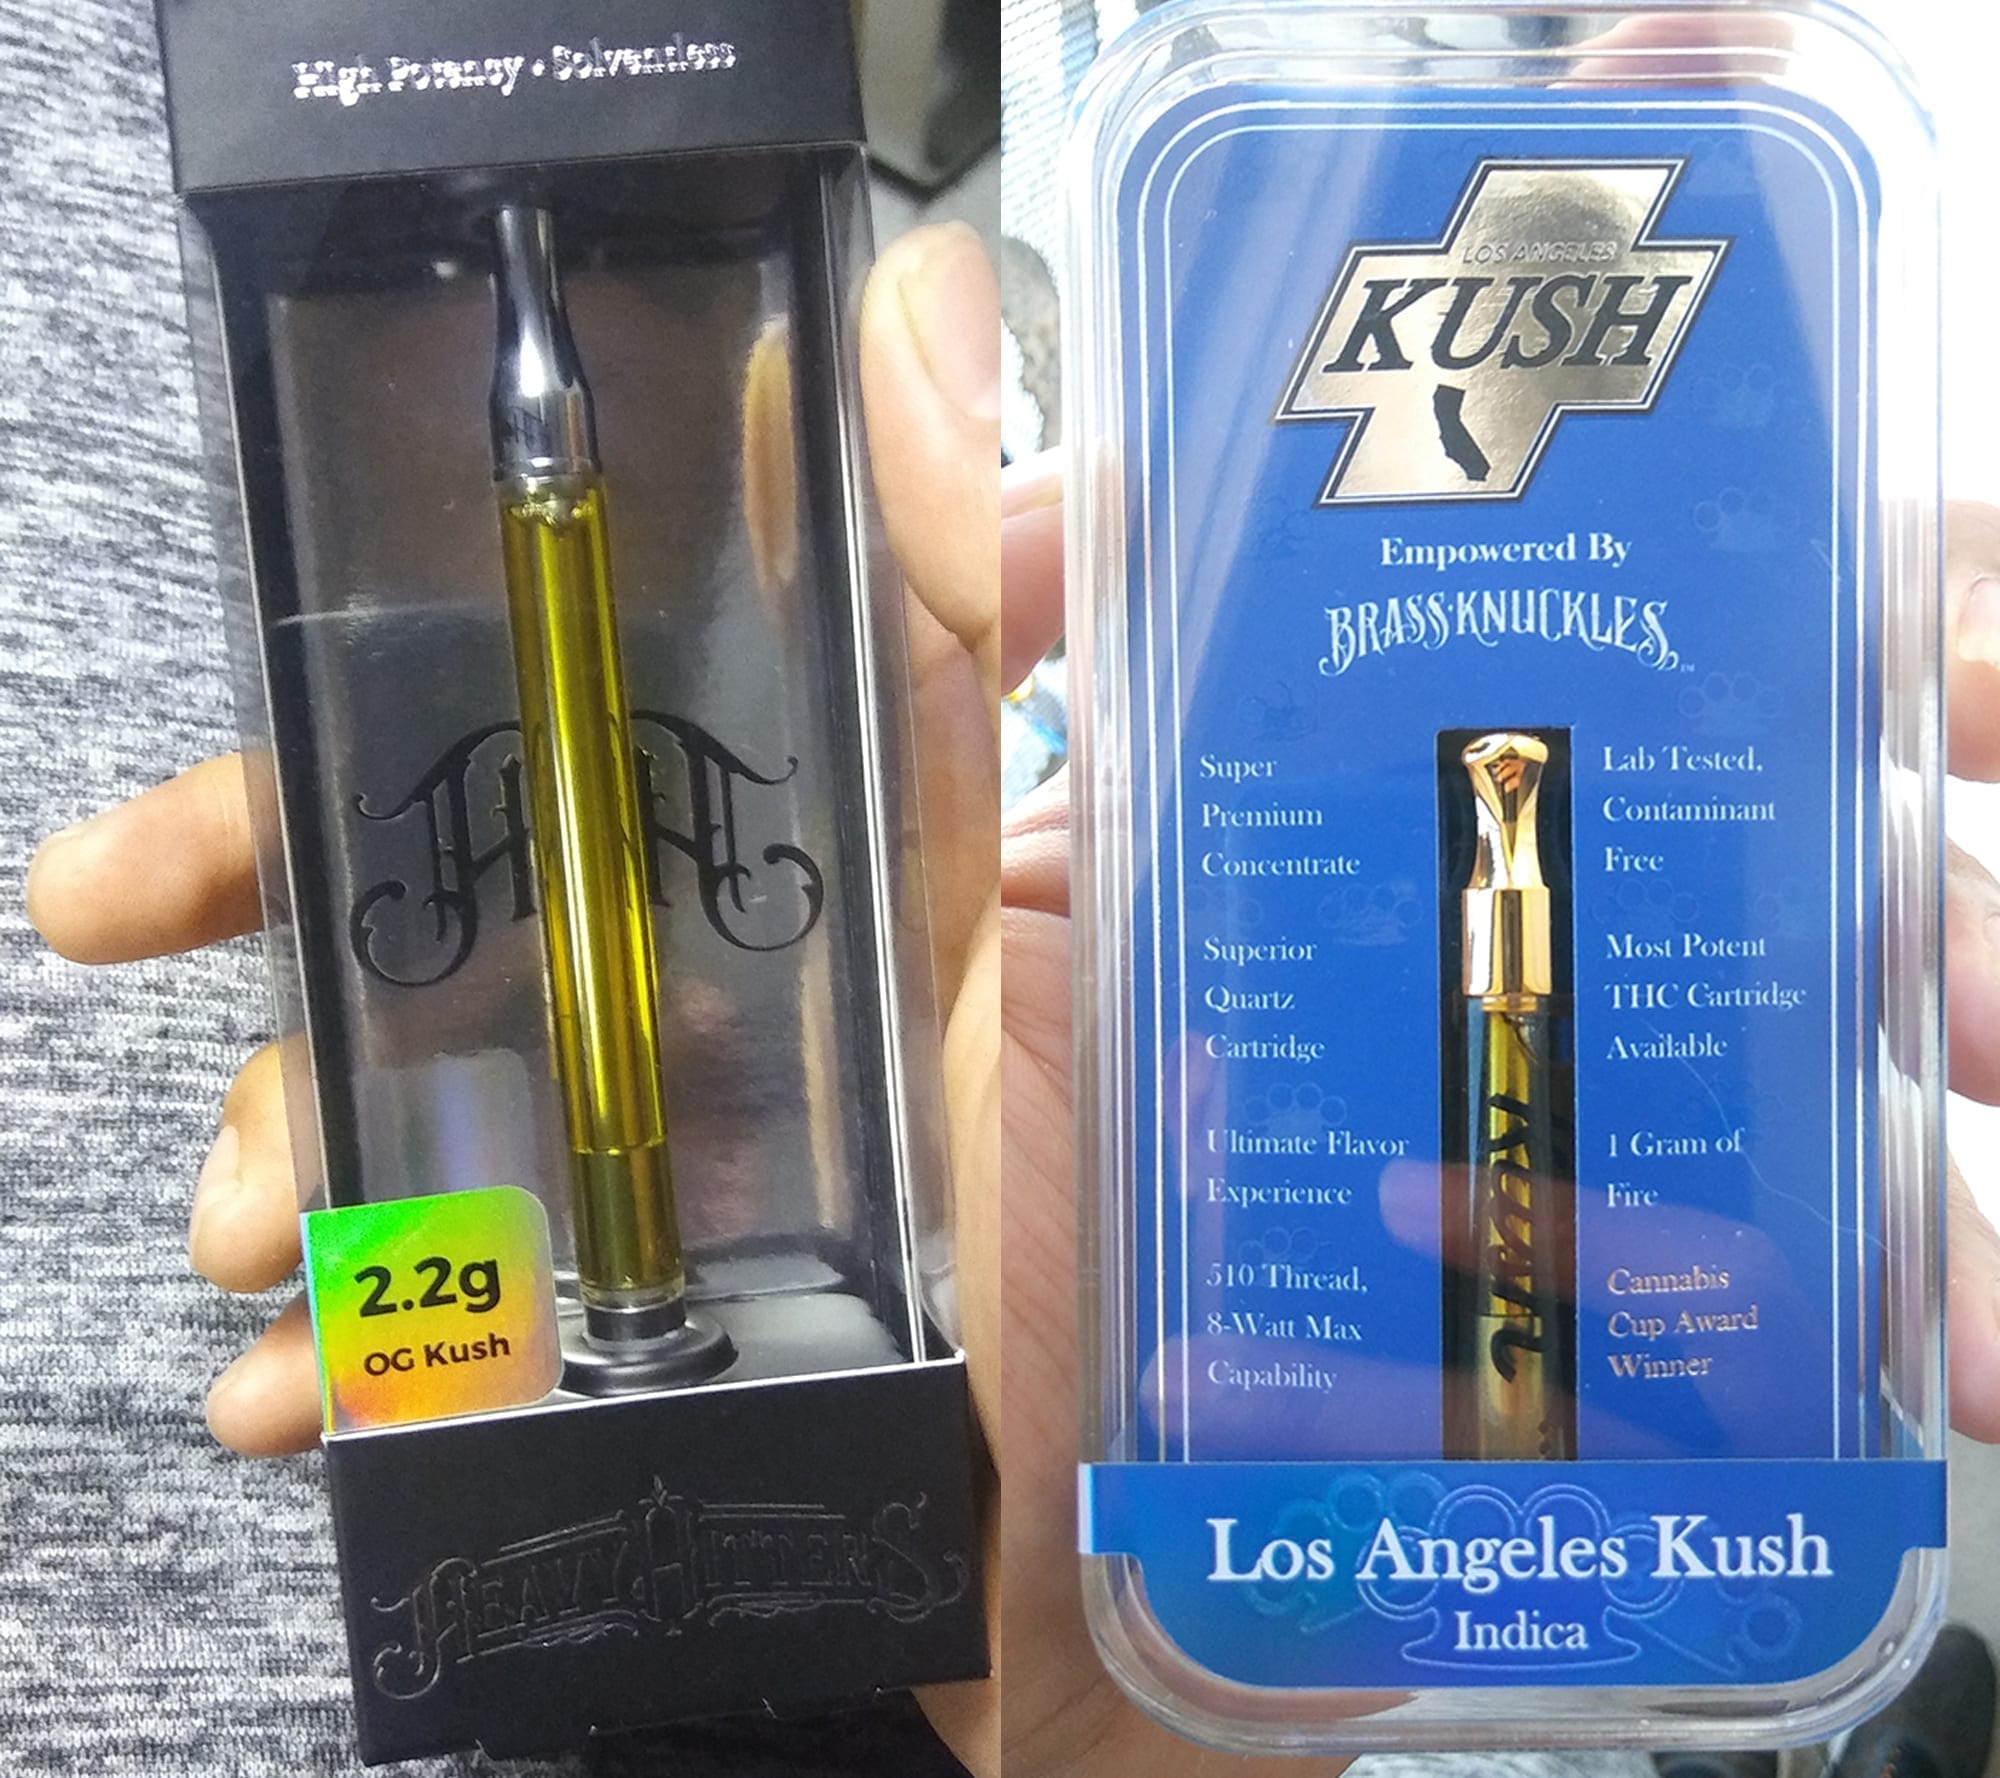 High Potency • Solventless
HH
2.2g
OG Kush
HEAVY HITTERS
LOS ANGELES
KUSH
Empowered By
BRASS·KNUCKLES™
Super
Premium
Concentrate
Superior
Quartz
Cartridge
Ultimate Flavor
Experience
510 Thread,
8-Watt Max
Capability
Lab Tested,
Contaminant
Free
Most Potent
THC Cartridge
Available
1 Gram of
Fire
Cannabis
Cup Award
Winner
Los Angeles Kush
Indica